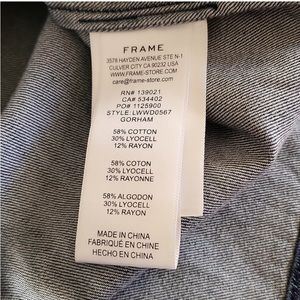 FRAME
3578 HAYDEN AVENUE STE N-1
CULVER CITY CA 90232 USA
WWW.FRAME-STORE.COM
care@frame-store.com
RN# 139021
CA# 534402
PO# 1125900
STYLE: LWWD0567
GORHAM
58% COTTON
30% LYOCELL
12% RAYON
58% COTON
30% LYOCELL
12% RAYONNE
58% ALGODON
30% LYOCELL
12% RAYON
MADE IN CHINA
FABRIQUÉ EN CHINE
HECHO EN CHINA